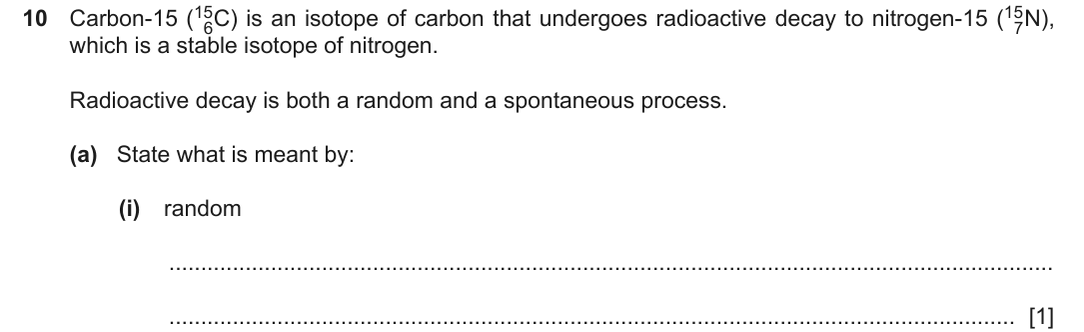 10 Carbon-15 (¹⁵₆C) is an isotope of carbon that undergoes radioactive decay to nitrogen-15 (¹⁵₇N),
which is a stable isotope of nitrogen.
Radioactive decay is both a random and a spontaneous process.
(a) State what is meant by:
(i) random
..........................................................................................................................................
.................................................................................................................................... [1]